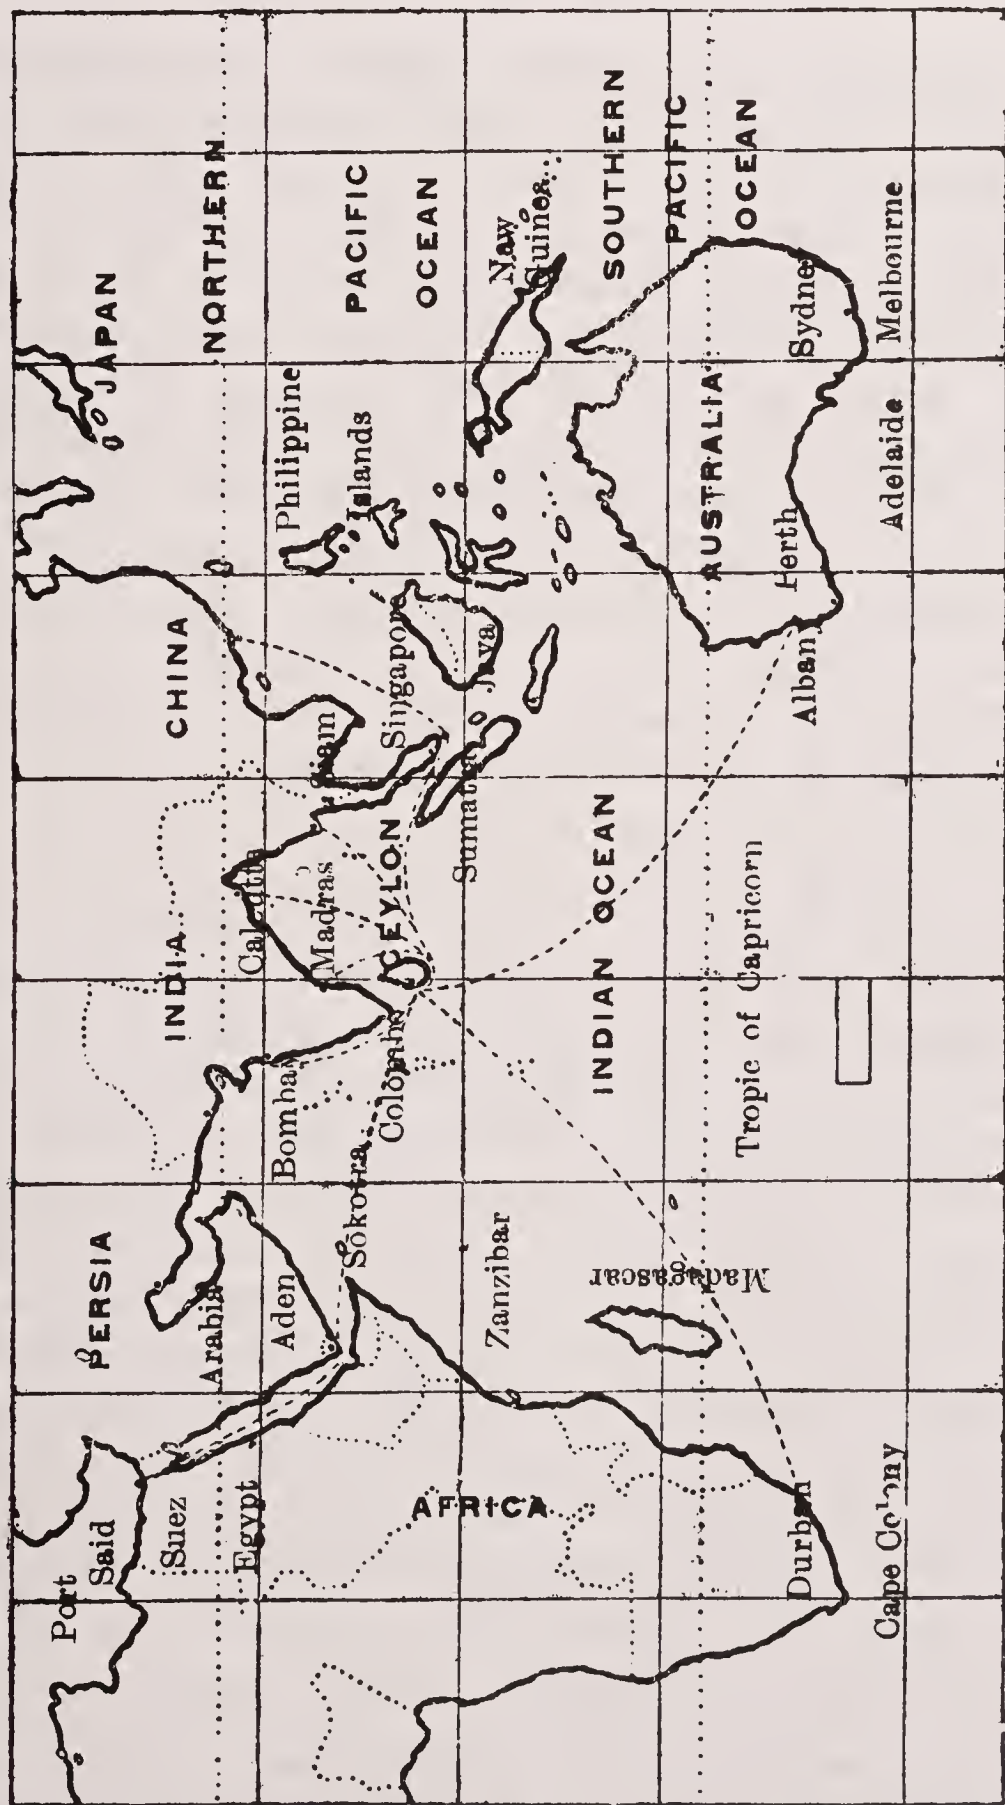 JAPAN
NORTHERN
PACIFIC
OCEAN
SOUTHERN
PACIFIC
OCEAN
CHINA
Philippine
Islands
Naw
Guinea
PERSIA
INDIA
Calcutta
Siam
Singapore
Madras
CEYLON
Bombay
Colombo
Sumatra
Java
AUSTRALIA
Perth
Sydne
Albany
Adelaide
Melbourne
Port
Said
Suez
Egypt
Arabia
Aden
Sokotra
AFRICA
Zanzibar
INDIAN OCEAN
Madagascar
Tropic of Capricorn
Durban
Cape Colony